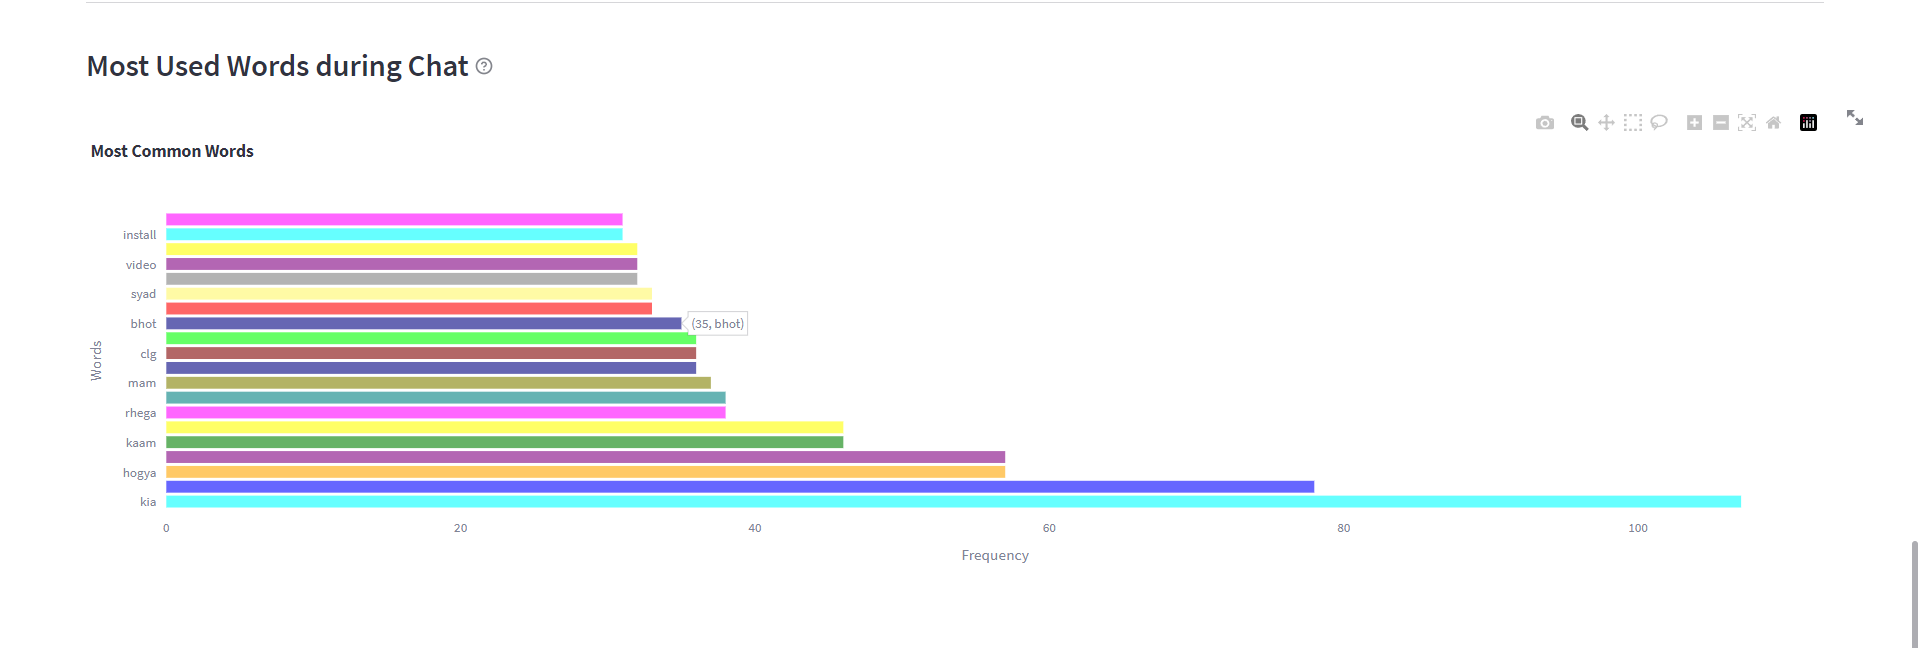 Most Used Words during Chat
Most Common Words
install
video
syad
bhot
(35, bhot)
clg
mam
rhega
kaam
hogya
kia
Words
0 20 40 60 80 100
Frequency